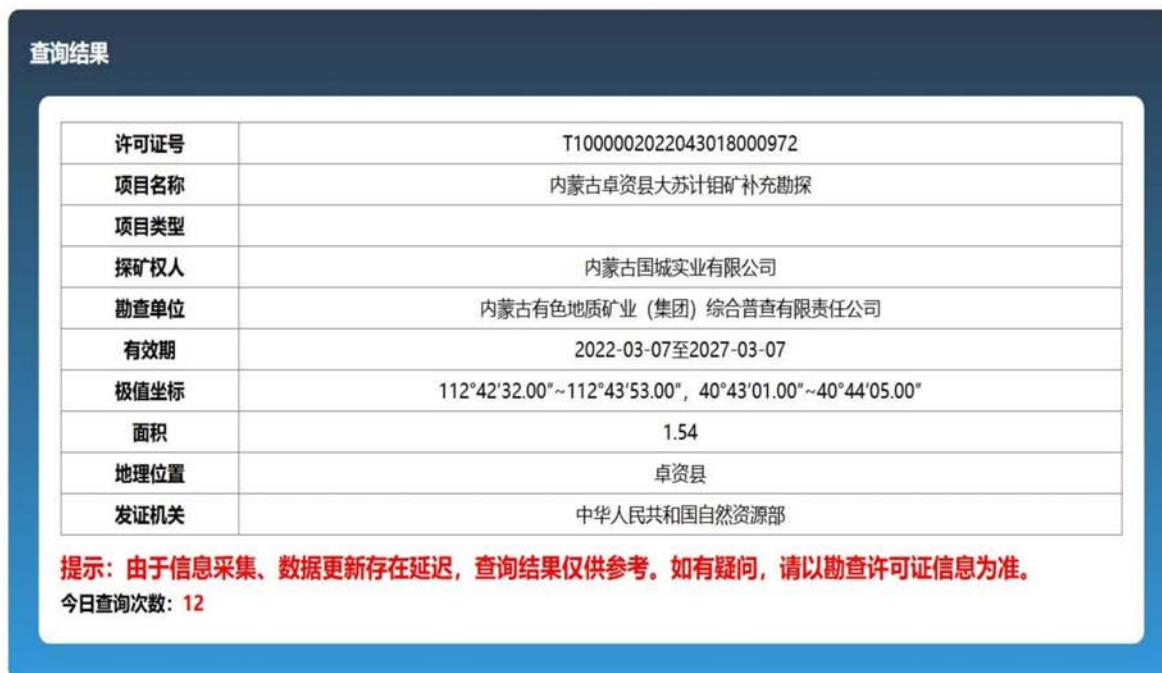 查询结果
许可证号 T1000002022043018000972
项目名称 内蒙古卓资县大苏计钼矿补充勘探
项目类型
探矿权人 内蒙古国城实业有限公司
勘查单位 内蒙古有色地质矿业（集团）综合普查有限责任公司
有效期 2022-03-07至2027-03-07
极值坐标 112°42′32.00″~112°43′53.00″，40°43′01.00″~40°44′05.00″
面积 1.54
地理位置 卓资县
发证机关 中华人民共和国自然资源部
提示：由于信息采集、数据更新存在延迟，查询结果仅供参考。如有疑问，请以勘查许可证信息为准。
今日查询次数：12